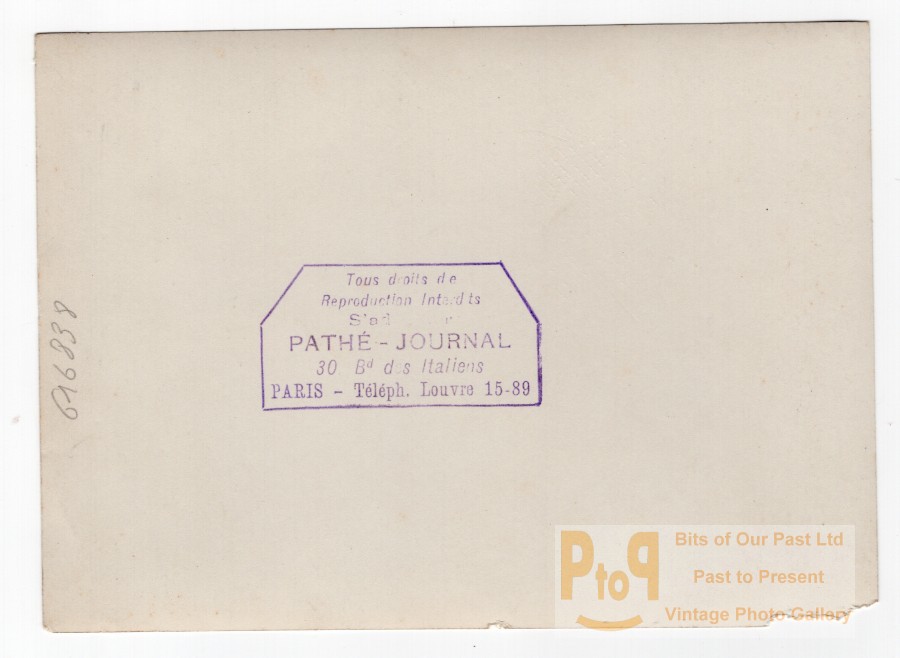 Tous droits de
Reproduction Interdits
PATHÉ - JOURNAL
30 Bd des Italiens
PARIS - Téléph. Louvre 15-89
696838
PtoP
Bits of Our Past Ltd
Past to Present
Vintage Photo Gallery